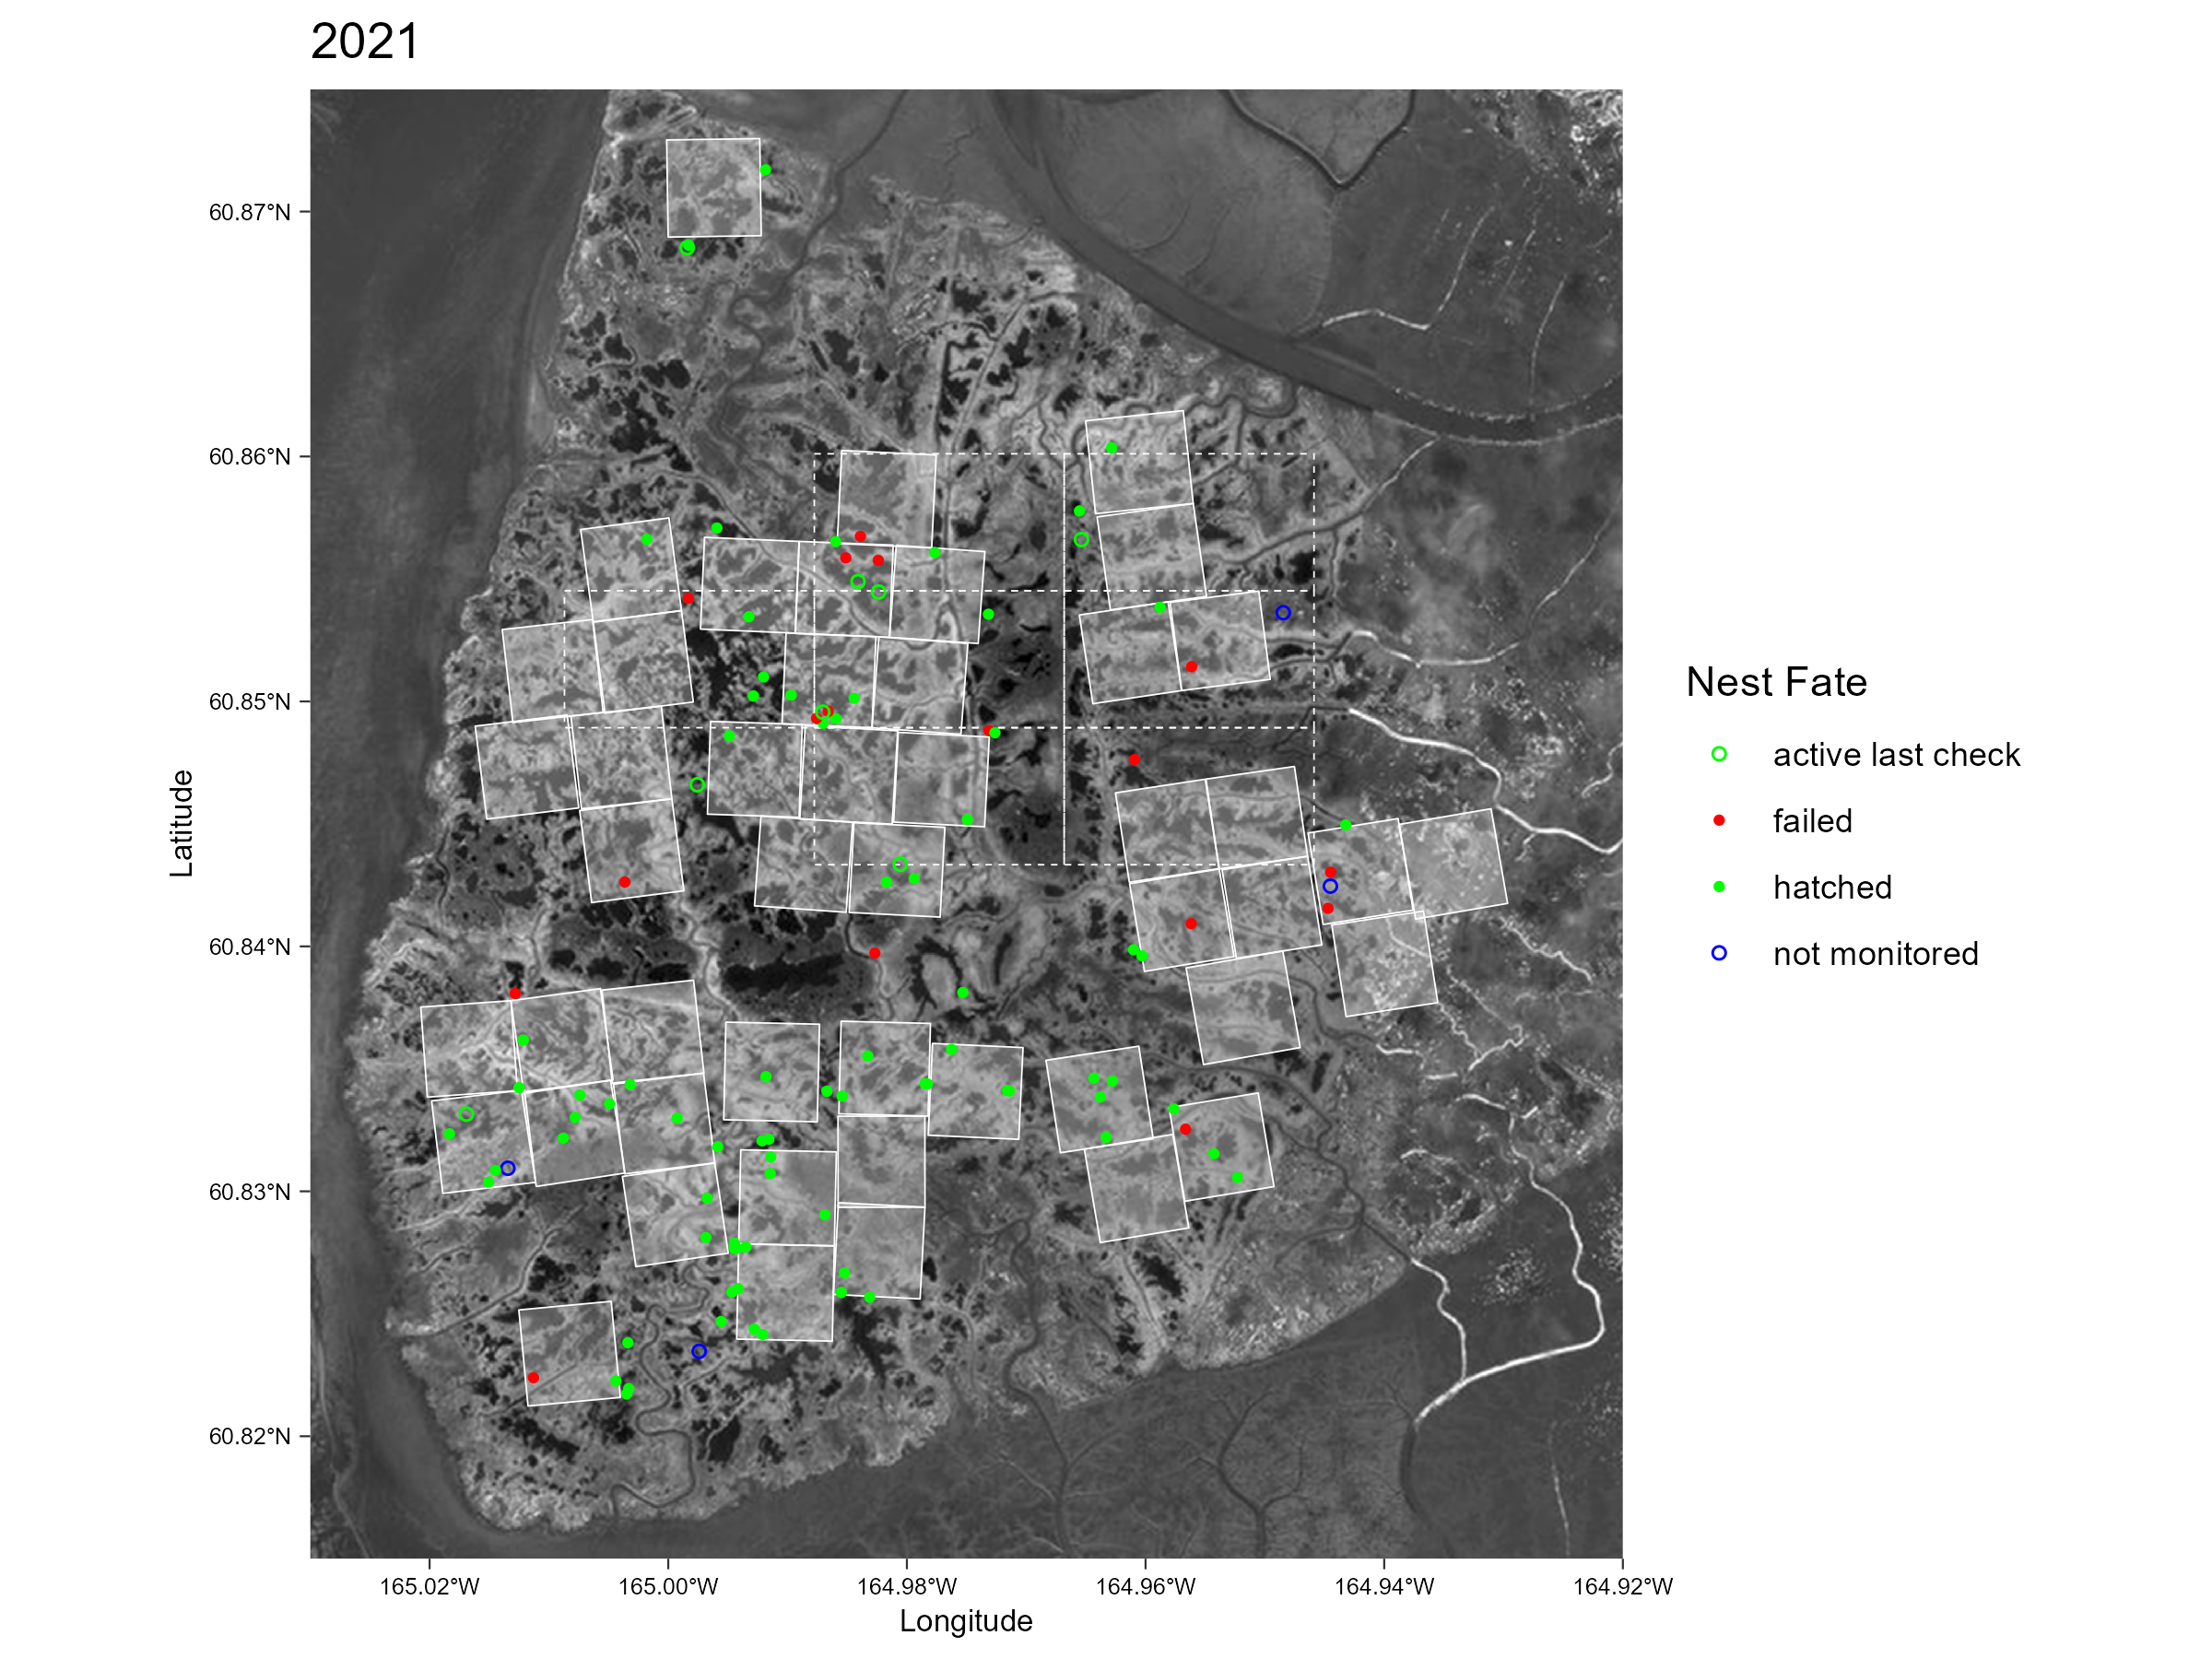 2021
60.87°N
60.86°N
60.85°N
60.84°N
60.83°N
60.82°N
Latitude
165.02°W
165.00°W
164.98°W
164.96°W
164.94°W
164.92°W
Longitude
Nest Fate
active last check
failed
hatched
not monitored